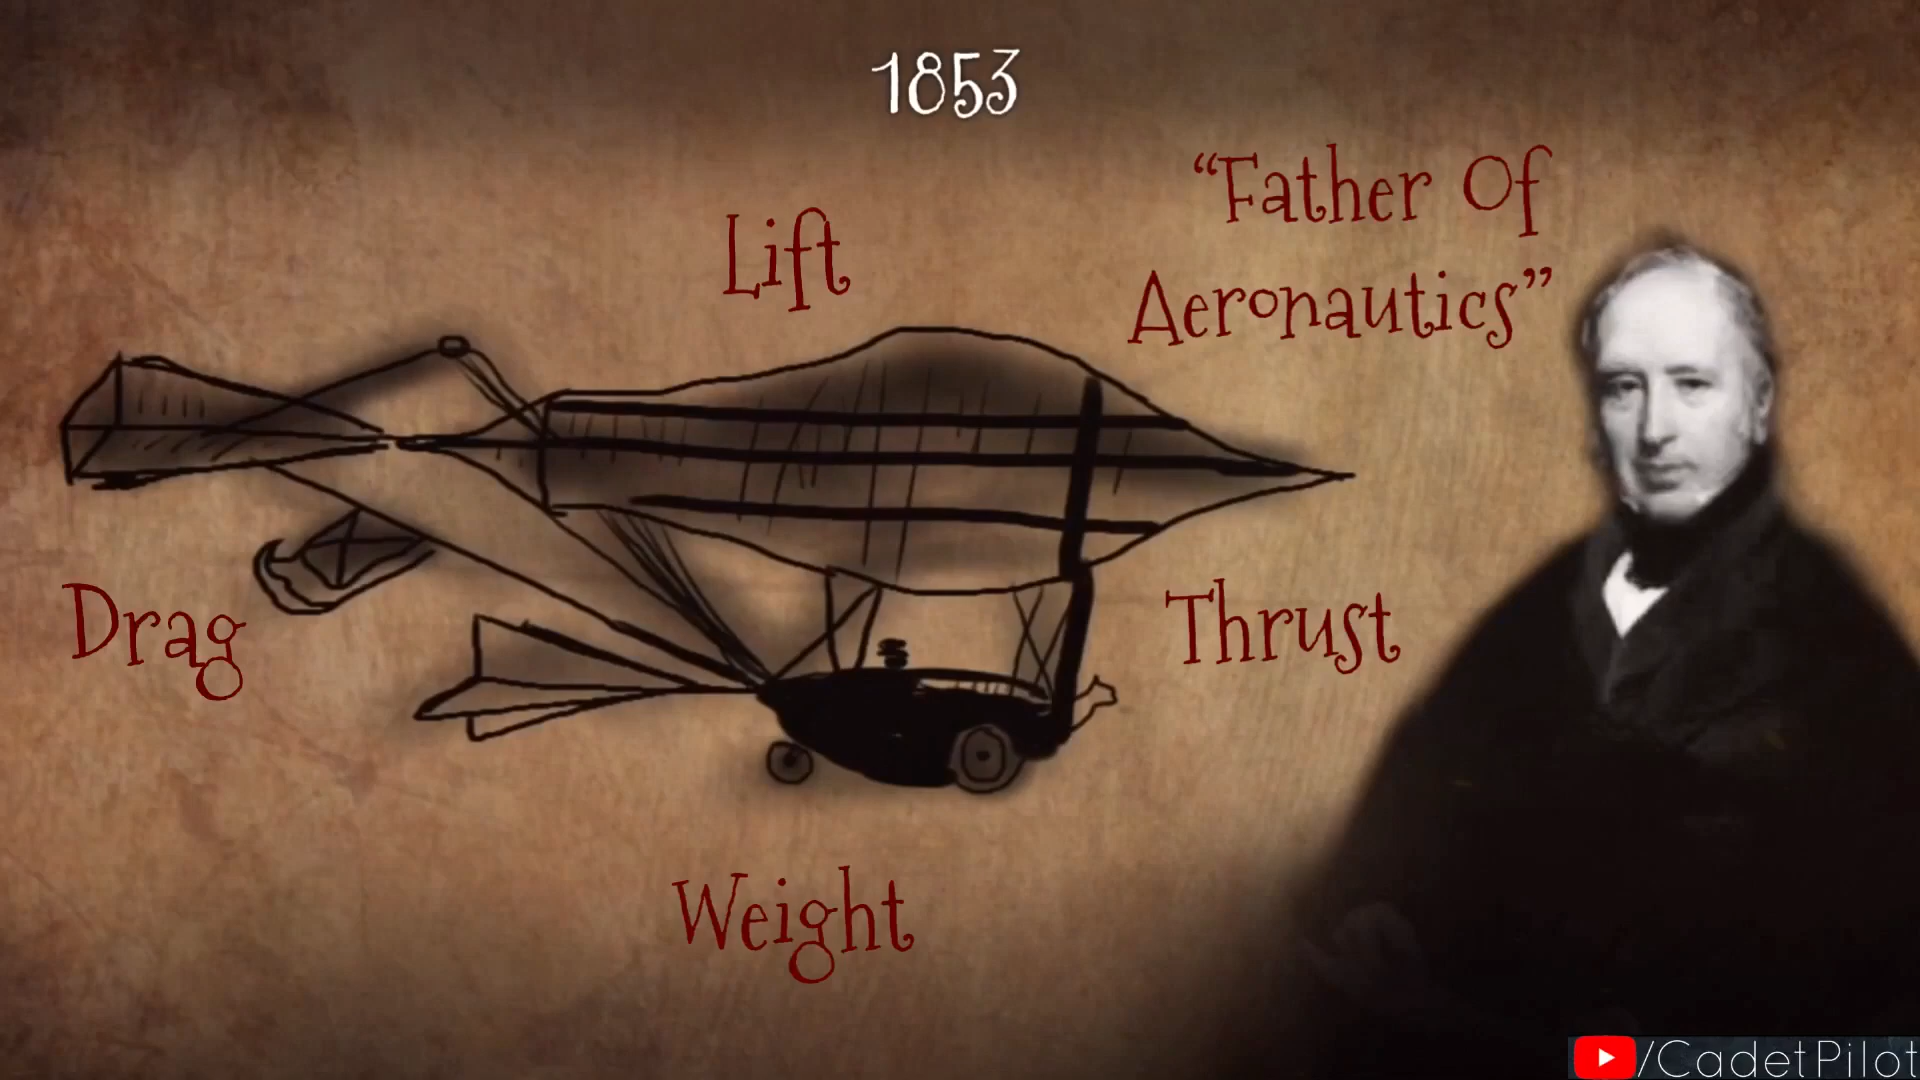 1853
“Father Of
Aeronautics”
Lift
Drag
Thrust
Weight
/CadetPilot